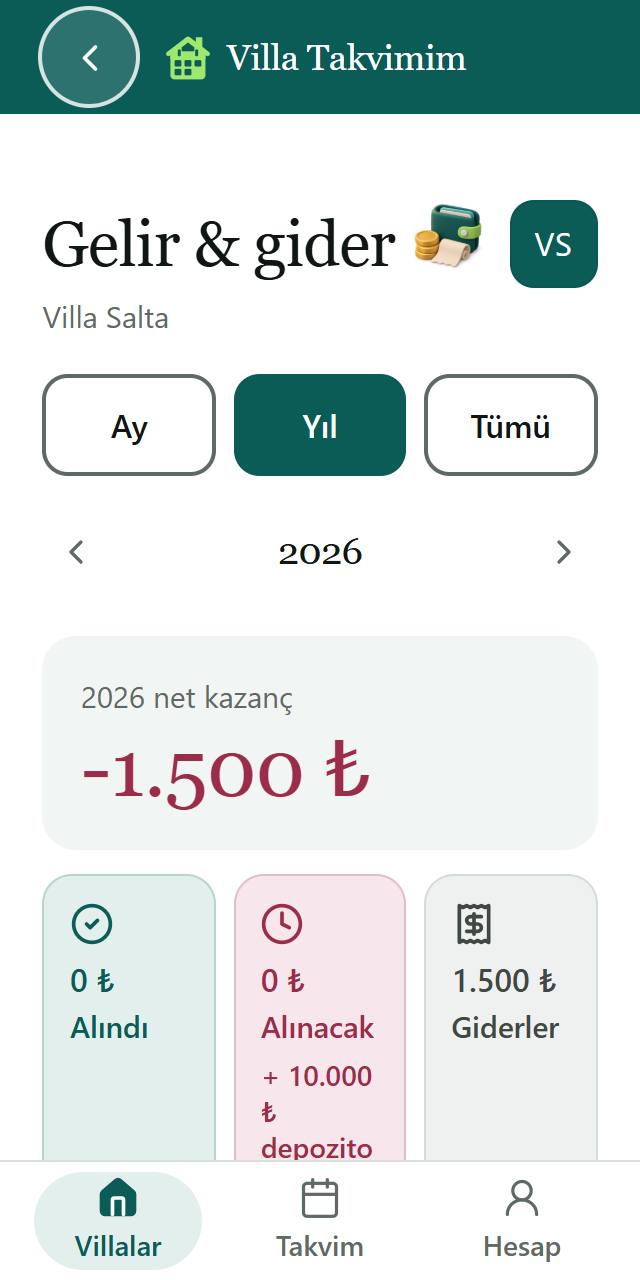 Villa Takvimim
Gelir & gider
VS
Villa Salta
Ay
Yıl
Tümü
2026
2026 net kazanç
-1.500 ₺
0 ₺
Alındı
0 ₺
Alınacak
+ 10.000
₺
depozito
1.500 ₺
Giderler
Villalar
Takvim
Hesap